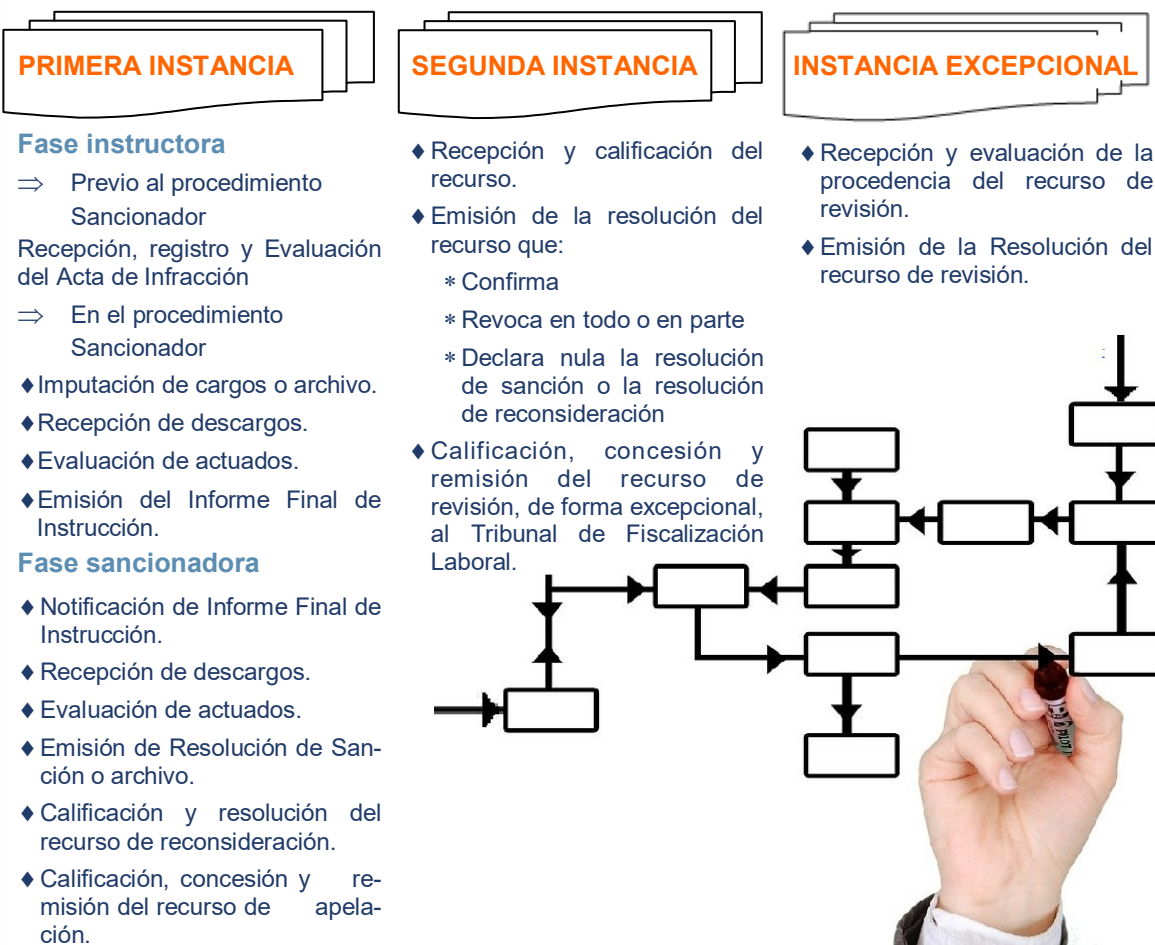 PRIMERA INSTANCIA
Fase instructora
⇒ Previo al procedimiento
Sancionador
Recepción, registro y Evaluación
del Acta de Infracción
⇒ En el procedimiento
Sancionador
♦Imputación de cargos o archivo.
♦Recepción de descargos.
♦Evaluación de actuados.
♦Emisión del Informe Final de
Instrucción.
Fase sancionadora
♦Notificación de Informe Final de
Instrucción.
♦Recepción de descargos.
♦Evaluación de actuados.
♦Emisión de Resolución de San-
ción o archivo.
♦Calificación y resolución del
recurso de reconsideración.
♦Calificación, concesión y re-
misión del recurso de apela-
ción.
SEGUNDA INSTANCIA
♦Recepción y calificación del
recurso.
♦Emisión de la resolución del
recurso que:
* Confirma
* Revoca en todo o en parte
* Declara nula la resolución
de sanción o la resolución
de reconsideración
♦Calificación, concesión y
remisión del recurso de
revisión, de forma excepcional,
al Tribunal de Fiscalización
Laboral.
INSTANCIA EXCEPCIONAL
♦Recepción y evaluación de la
procedencia del recurso de
revisión.
♦Emisión de la Resolución del
recurso de revisión.